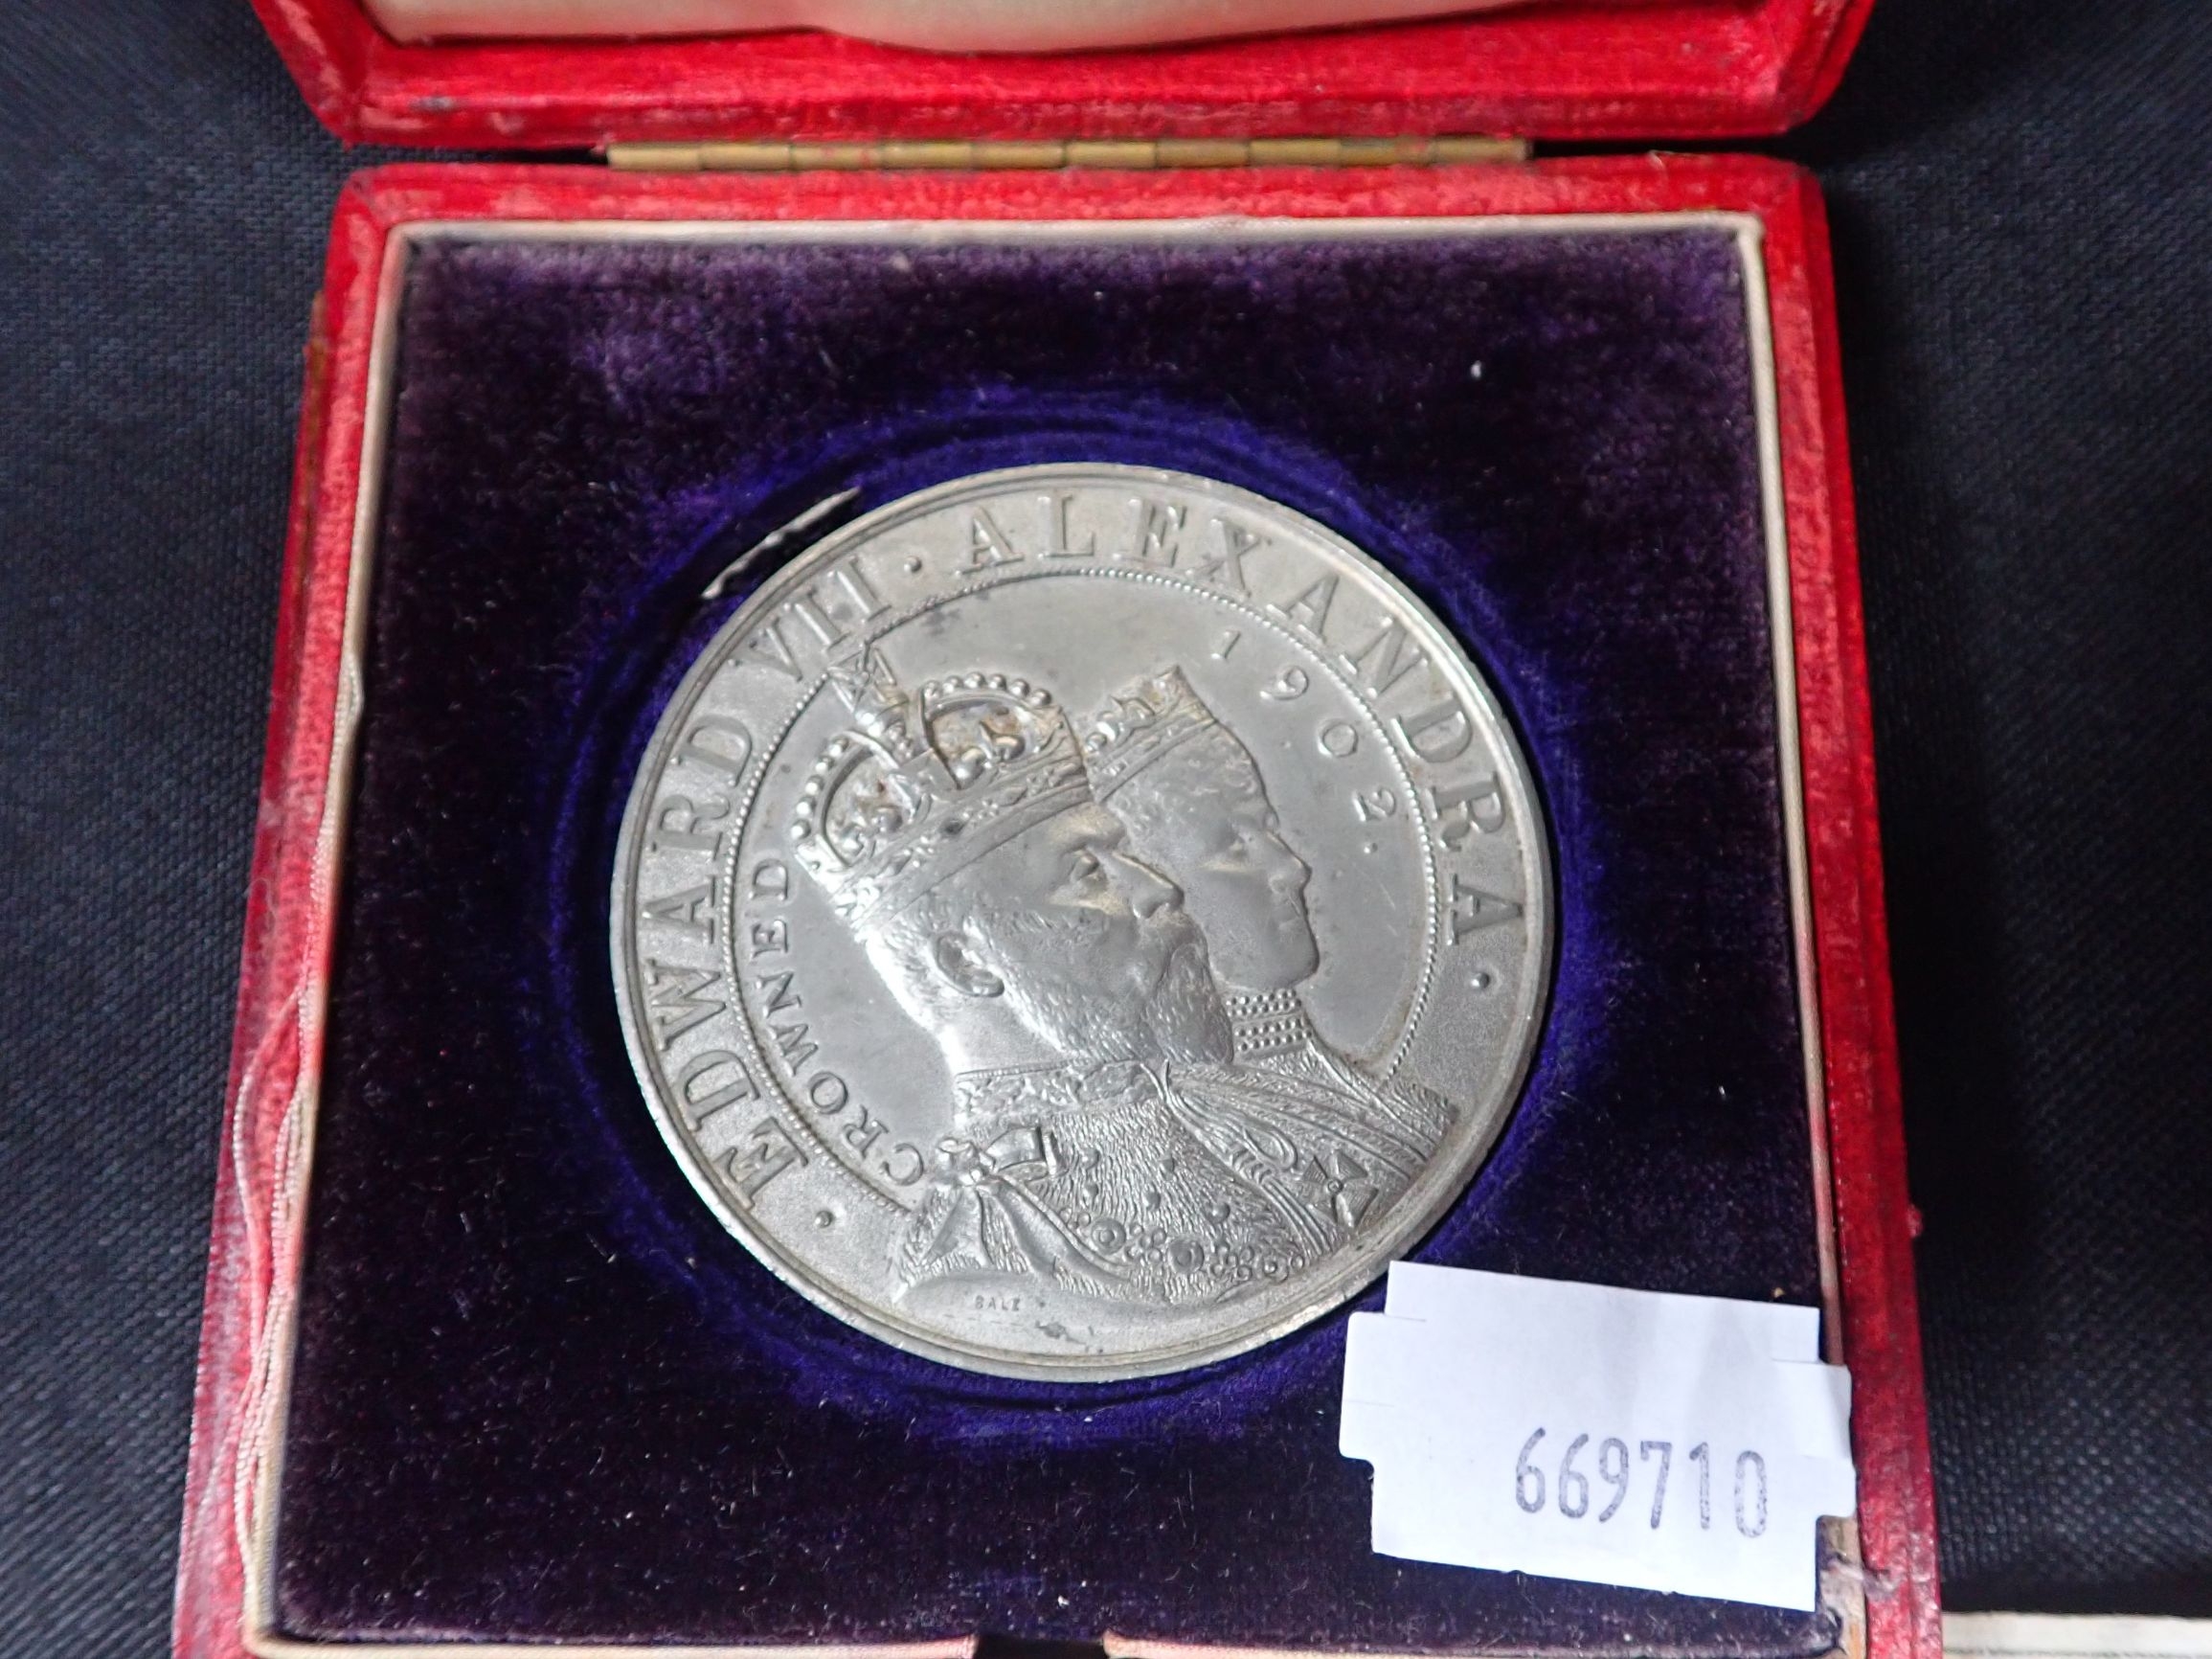 · EDWARD VII · ALEXANDRA ·
CROWNED
1902.
669710